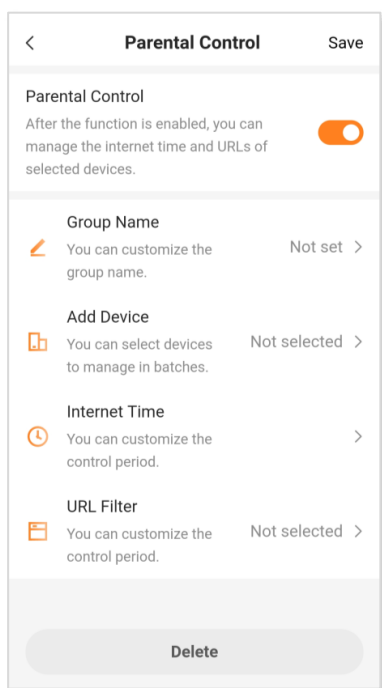 Parental Control Save
Parental Control
After the function is enabled, you can
manage the internet time and URLs of
selected devices.
Group Name
You can customize the
group name.
Not set
Add Device
You can select devices
to manage in batches.
Not selected
Internet Time
You can customize the
control period.
URL Filter
You can customize the
control period.
Not selected
Delete